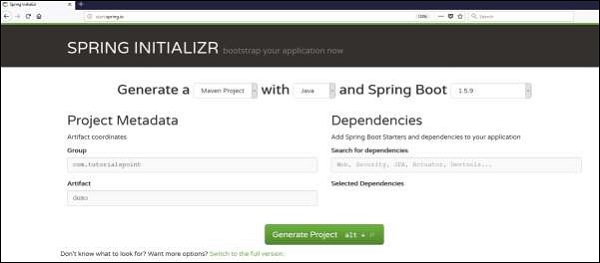 Spring Initializr
start.spring.io
Search
SPRING INITIALIZR bootstrap your application now
Generate a Maven Project with Java and Spring Boot 1.5.9
Project Metadata
Artifact coordinates
Group
com.tutorialspoint
Artifact
demo
Dependencies
Add Spring Boot Starters and dependencies to your application
Search for dependencies
Web, Security, JPA, Actuator, Devtools...
Selected Dependencies
Generate Project alt +
Don't know what to look for? Want more options? Switch to the full version.